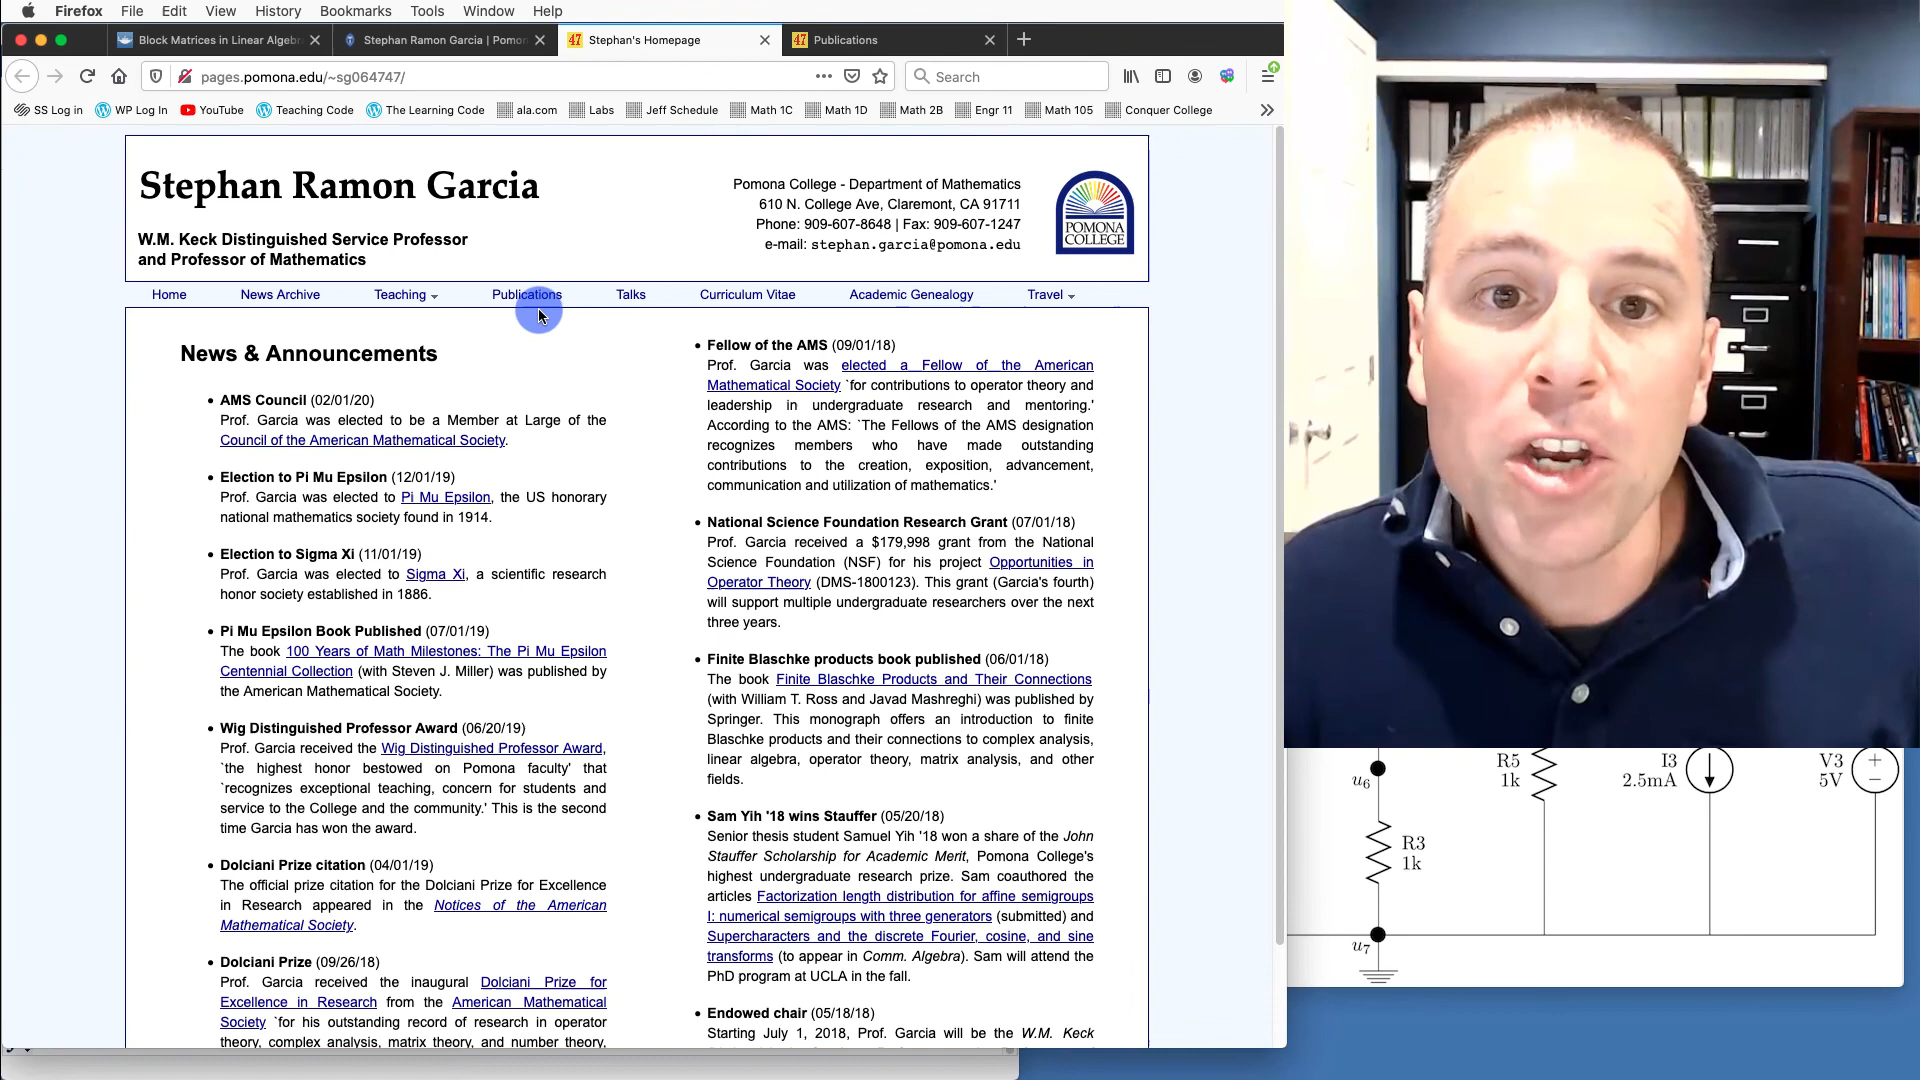 Firefox File Edit View History Bookmarks Tools Window Help
Block Matrices in Linear Algebr
Stephan Ramon Garcia | Pomon
47 Stephan's Homepage
47 Publications
pages.pomona.edu/~sg064747/
Search
SS Log in WP Log In YouTube Teaching Code The Learning Code ala.com Labs Jeff Schedule Math 1C Math 1D Math 2B Engr 11 Math 105 Conquer College
Stephan Ramon Garcia
W.M. Keck Distinguished Service Professor
and Professor of Mathematics
Pomona College - Department of Mathematics
610 N. College Ave, Claremont, CA 91711
Phone: 909-607-8648 | Fax: 909-607-1247
e-mail: stephan.garcia@pomona.edu
POMONA
COLLEGE
Home News Archive Teaching Publications Talks Curriculum Vitae Academic Genealogy Travel
News & Announcements
• AMS Council (02/01/20)
Prof. Garcia was elected to be a Member at Large of the
Council of the American Mathematical Society.
• Election to Pi Mu Epsilon (12/01/19)
Prof. Garcia was elected to Pi Mu Epsilon, the US honorary
national mathematics society found in 1914.
• Election to Sigma Xi (11/01/19)
Prof. Garcia was elected to Sigma Xi, a scientific research
honor society established in 1886.
• Pi Mu Epsilon Book Published (07/01/19)
The book 100 Years of Math Milestones: The Pi Mu Epsilon
Centennial Collection (with Steven J. Miller) was published by
the American Mathematical Society.
• Wig Distinguished Professor Award (06/20/19)
Prof. Garcia received the Wig Distinguished Professor Award,
`the highest honor bestowed on Pomona faculty' that
`recognizes exceptional teaching, concern for students and
service to the College and the community.' This is the second
time Garcia has won the award.
• Dolciani Prize citation (04/01/19)
The official prize citation for the Dolciani Prize for Excellence
in Research appeared in the Notices of the American
Mathematical Society.
• Dolciani Prize (09/26/18)
Prof. Garcia received the inaugural Dolciani Prize for
Excellence in Research from the American Mathematical
Society `for his outstanding record of research in operator
theory, complex analysis, matrix theory, and number theory,
• Fellow of the AMS (09/01/18)
Prof. Garcia was elected a Fellow of the American
Mathematical Society `for contributions to operator theory and
leadership in undergraduate research and mentoring.'
According to the AMS: `The Fellows of the AMS designation
recognizes members who have made outstanding
contributions to the creation, exposition, advancement,
communication and utilization of mathematics.'
• National Science Foundation Research Grant (07/01/18)
Prof. Garcia received a $179,998 grant from the National
Science Foundation (NSF) for his project Opportunities in
Operator Theory (DMS-1800123). This grant (Garcia's fourth)
will support multiple undergraduate researchers over the next
three years.
• Finite Blaschke products book published (06/01/18)
The book Finite Blaschke Products and Their Connections
(with William T. Ross and Javad Mashreghi) was published by
Springer. This monograph offers an introduction to finite
Blaschke products and their connections to complex analysis,
linear algebra, operator theory, matrix analysis, and other
fields.
• Sam Yih '18 wins Stauffer (05/20/18)
Senior thesis student Samuel Yih '18 won a share of the John
Stauffer Scholarship for Academic Merit, Pomona College's
highest undergraduate research prize. Sam coauthored the
articles Factorization length distribution for affine semigroups
I: numerical semigroups with three generators (submitted) and
Supercharacters and the discrete Fourier, cosine, and sine
transforms (to appear in Comm. Algebra). Sam will attend the
PhD program at UCLA in the fall.
• Endowed chair (05/18/18)
Starting July 1, 2018, Prof. Garcia will be the W.M. Keck
u6
R5
1k
I3
2.5mA
V3
5V
R3
1k
u7